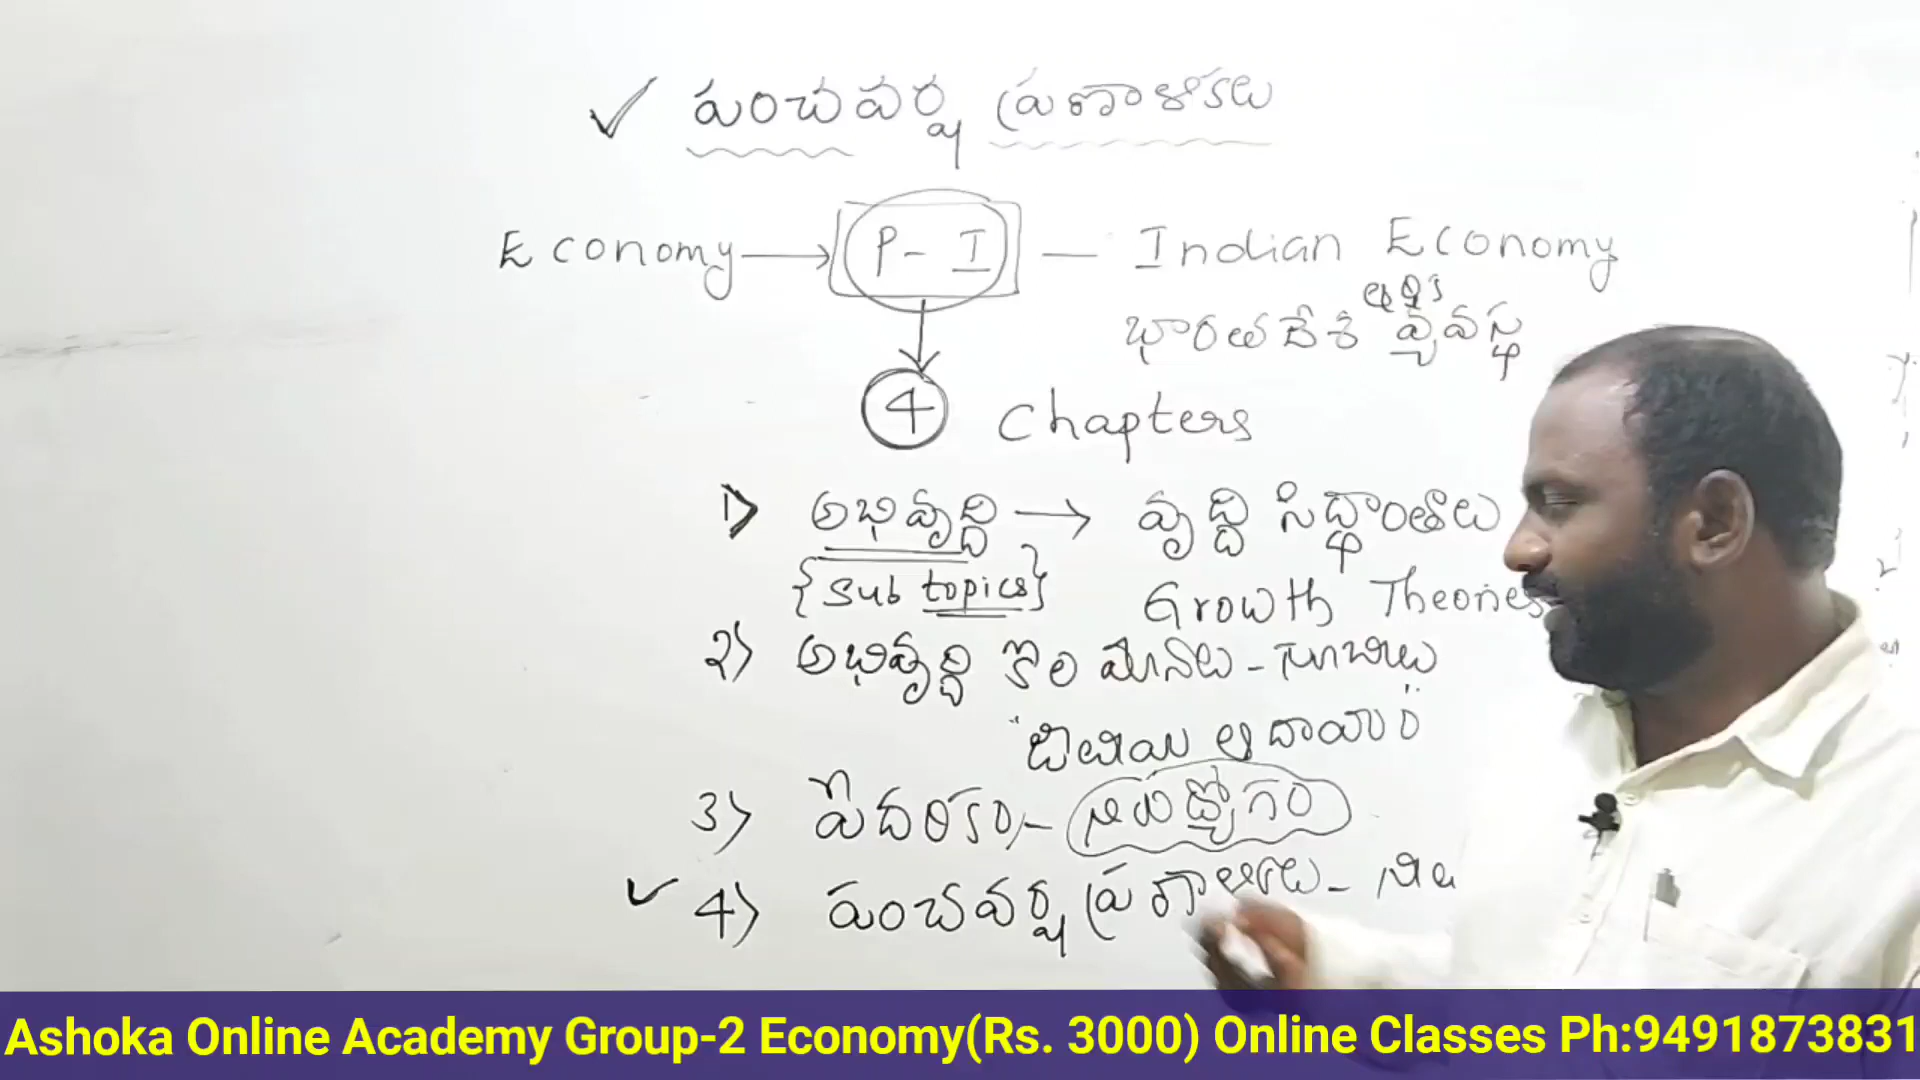 ✓ పంచవర్ష ప్రణాళికలు
Economy → P - I — Indian Economy
భారతదేశ ఆర్థిక వ్యవస్థ
4 Chapters
1) అభివృద్ధి → వృద్ధి సిద్ధాంతాలు
{Sub topics} Growth Theories
2) అభివృద్ధి కొలమానిలు - సూచీలు
జాతీయ ఆదాయం
3) పేదరికం - నిరుద్యోగం
✓ 4) పంచవర్ష ప్రణాళికలు -
Ashoka Online Academy Group-2 Economy(Rs. 3000) Online Classes Ph:9491873831